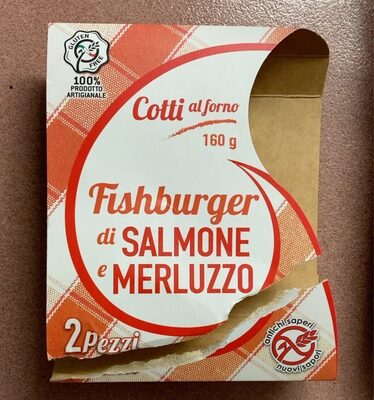 GLUTEN
FREE
100%
PRODOTTO
ARTIGIANALE
Cotti al forno
160 g
Fishburger
di SALMONE
e MERLUZZO
2 Pezzi
antichi saperi
nuovi sapori